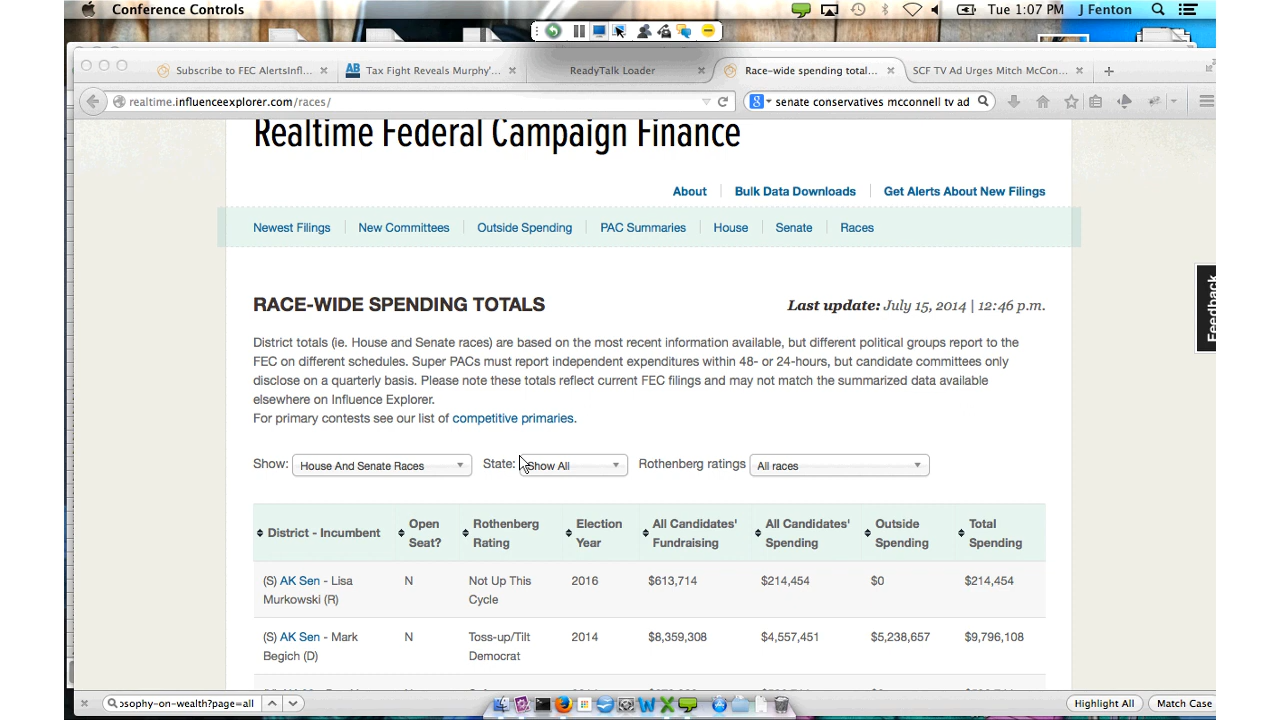 Conference Controls
Tue 1:07 PM J Fenton
Subscribe to FEC AlertsInfl...
AB Tax Fight Reveals Murphy'...
ReadyTalk Loader
Race-wide spending total...
SCF TV Ad Urges Mitch McCon...
realtime.influenceexplorer.com/races/
senate conservatives mcconnell tv ad
Realtime Federal Campaign Finance
About
Bulk Data Downloads
Get Alerts About New Filings
Newest Filings
New Committees
Outside Spending
PAC Summaries
House
Senate
Races
Feedback
RACE-WIDE SPENDING TOTALS
Last update: July 15, 2014 | 12:46 p.m.
District totals (ie. House and Senate races) are based on the most recent information available, but different political groups report to the
FEC on different schedules. Super PACs must report independent expenditures within 48- or 24-hours, but candidate committees only
disclose on a quarterly basis. Please note these totals reflect current FEC filings and may not match the summarized data available
elsewhere on Influence Explorer.
For primary contests see our list of competitive primaries.
Show: House And Senate Races
State: Show All
Rothenberg ratings All races
District - Incumbent
Open Seat?
Rothenberg Rating
Election Year
All Candidates' Fundraising
All Candidates' Spending
Outside Spending
Total Spending
(S) AK Sen - Lisa Murkowski (R)
N
Not Up This Cycle
2016
$613,714
$214,454
$0
$214,454
(S) AK Sen - Mark Begich (D)
N
Toss-up/Tilt Democrat
2014
$8,359,308
$4,557,451
$5,238,657
$9,796,108
osophy-on-wealth?page=all
Highlight All
Match Case